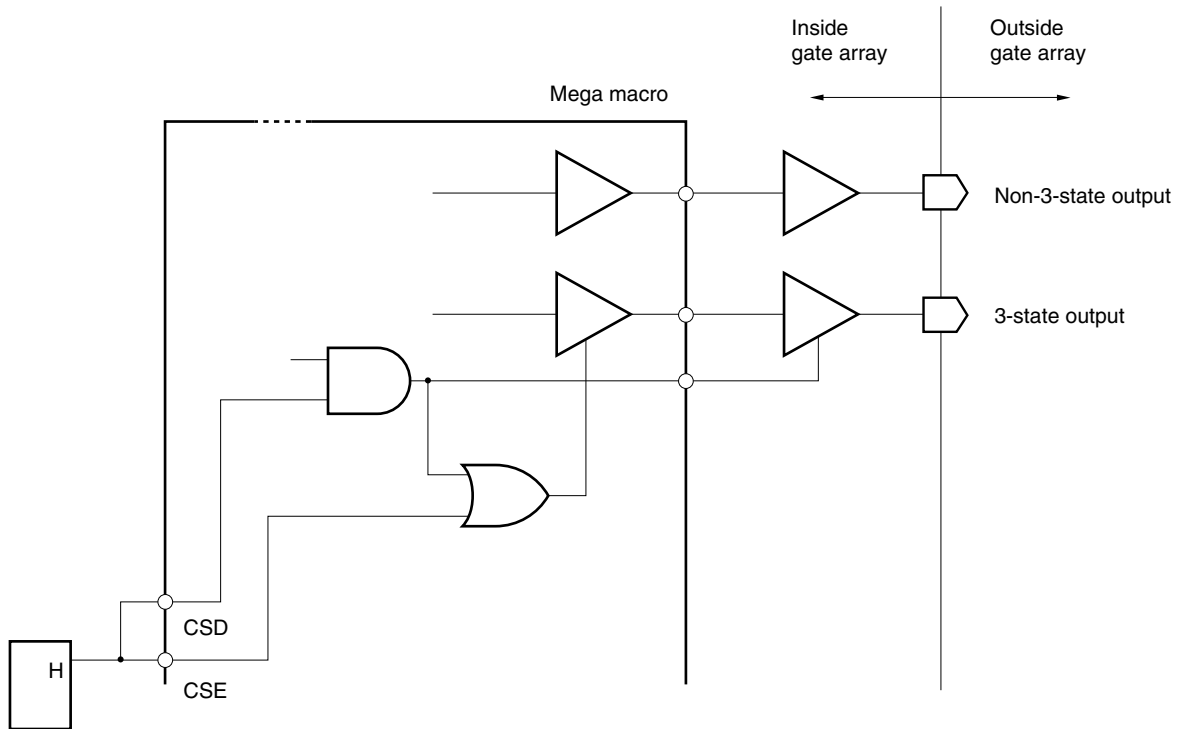 Inside
gate array
Outside
gate array
Mega macro
Non-3-state output
3-state output
CSD
H
CSE